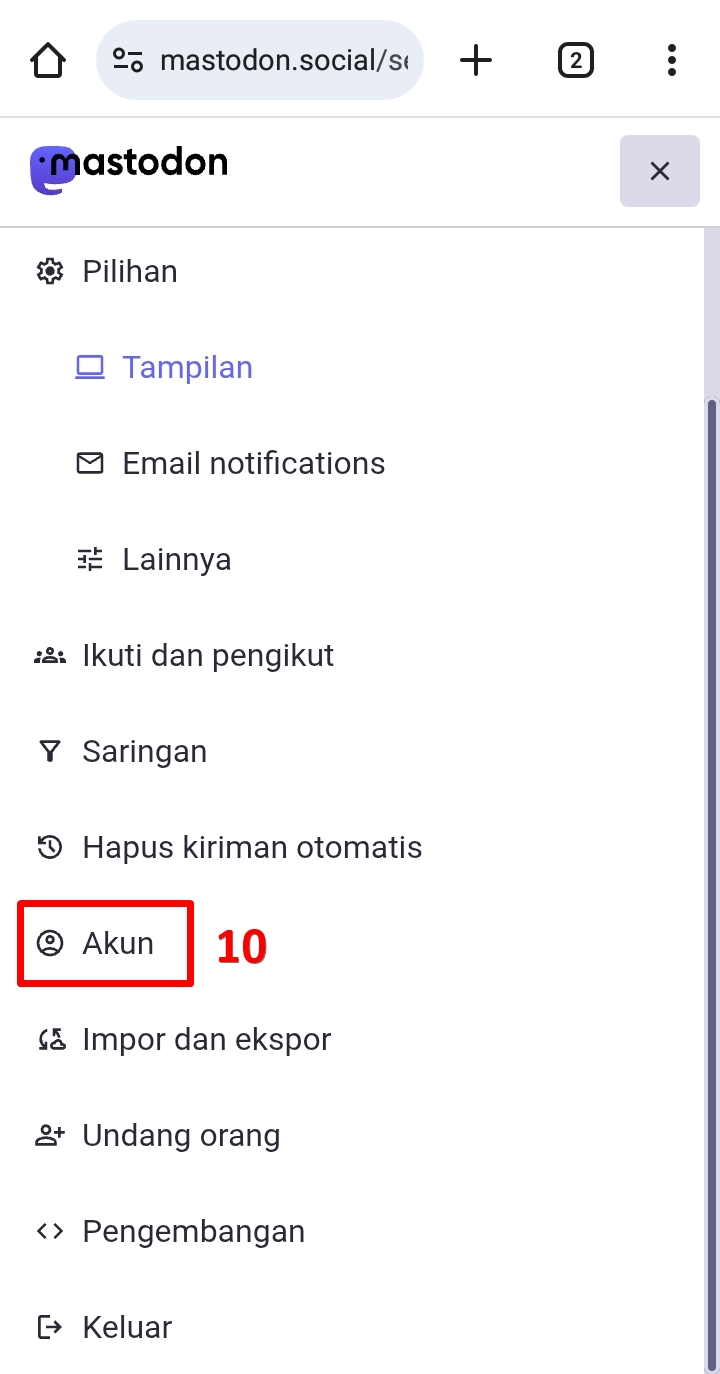 mastodon.social/se
2
mastodon
Pilihan
Tampilan
Email notifications
Lainnya
Ikuti dan pengikut
Saringan
Hapus kiriman otomatis
Akun 10
Impor dan ekspor
Undang orang
Pengembangan
Keluar